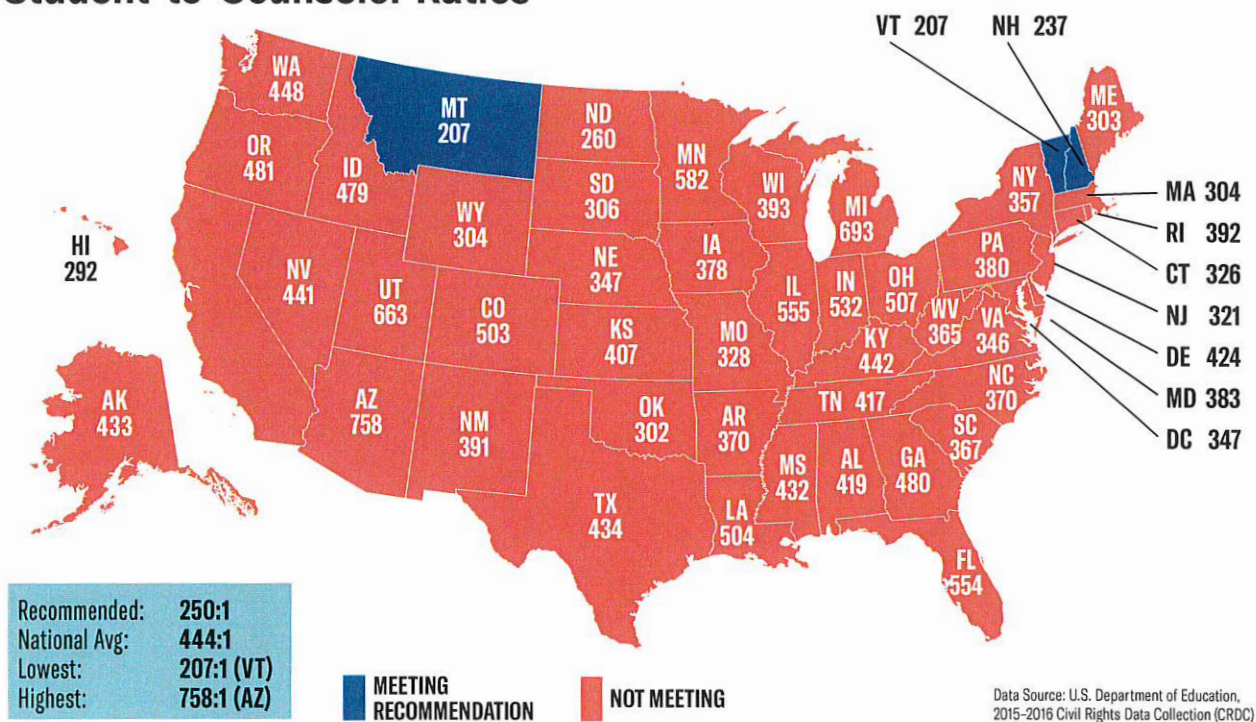 Student-to-Counselor Ratios
VT 207
NH 237
WA
448
MT
207
ND
260
ME
303
OR
481
ID
479
MN
582
SD
306
WI
393
NY
357
MI
693
MA 304
WY
304
RI 392
HI
292
IA
378
PA
380
NE
347
CT 326
NV
441
UT
663
IL
555
IN
532
OH
507
NJ 321
CO
503
WV
365
VA
346
KS
407
MO
328
KY
442
DE 424
NC
370
MD 383
AK
433
AZ
758
NM
391
OK
302
TN 417
AR
370
SC
367
DC 347
MS
432
AL
419
GA
480
TX
434
LA
504
FL
554
Recommended: 250:1
National Avg: 444:1
Lowest: 207:1 (VT)
Highest: 758:1 (AZ)
MEETING
RECOMMENDATION
NOT MEETING
Data Source: U.S. Department of Education,
2015-2016 Civil Rights Data Collection (CRDC)